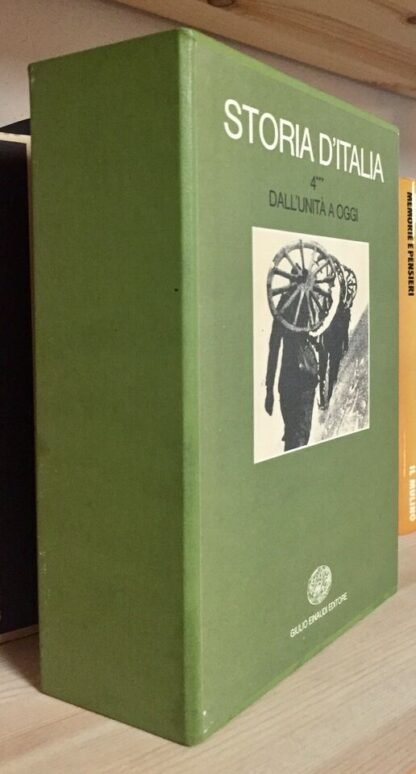 STORIA D'ITALIA
4***
DALL'UNITÀ A OGGI
GIULIO EINAUDI EDITORE
MEMORIE E PENSIERI
IL MULINO